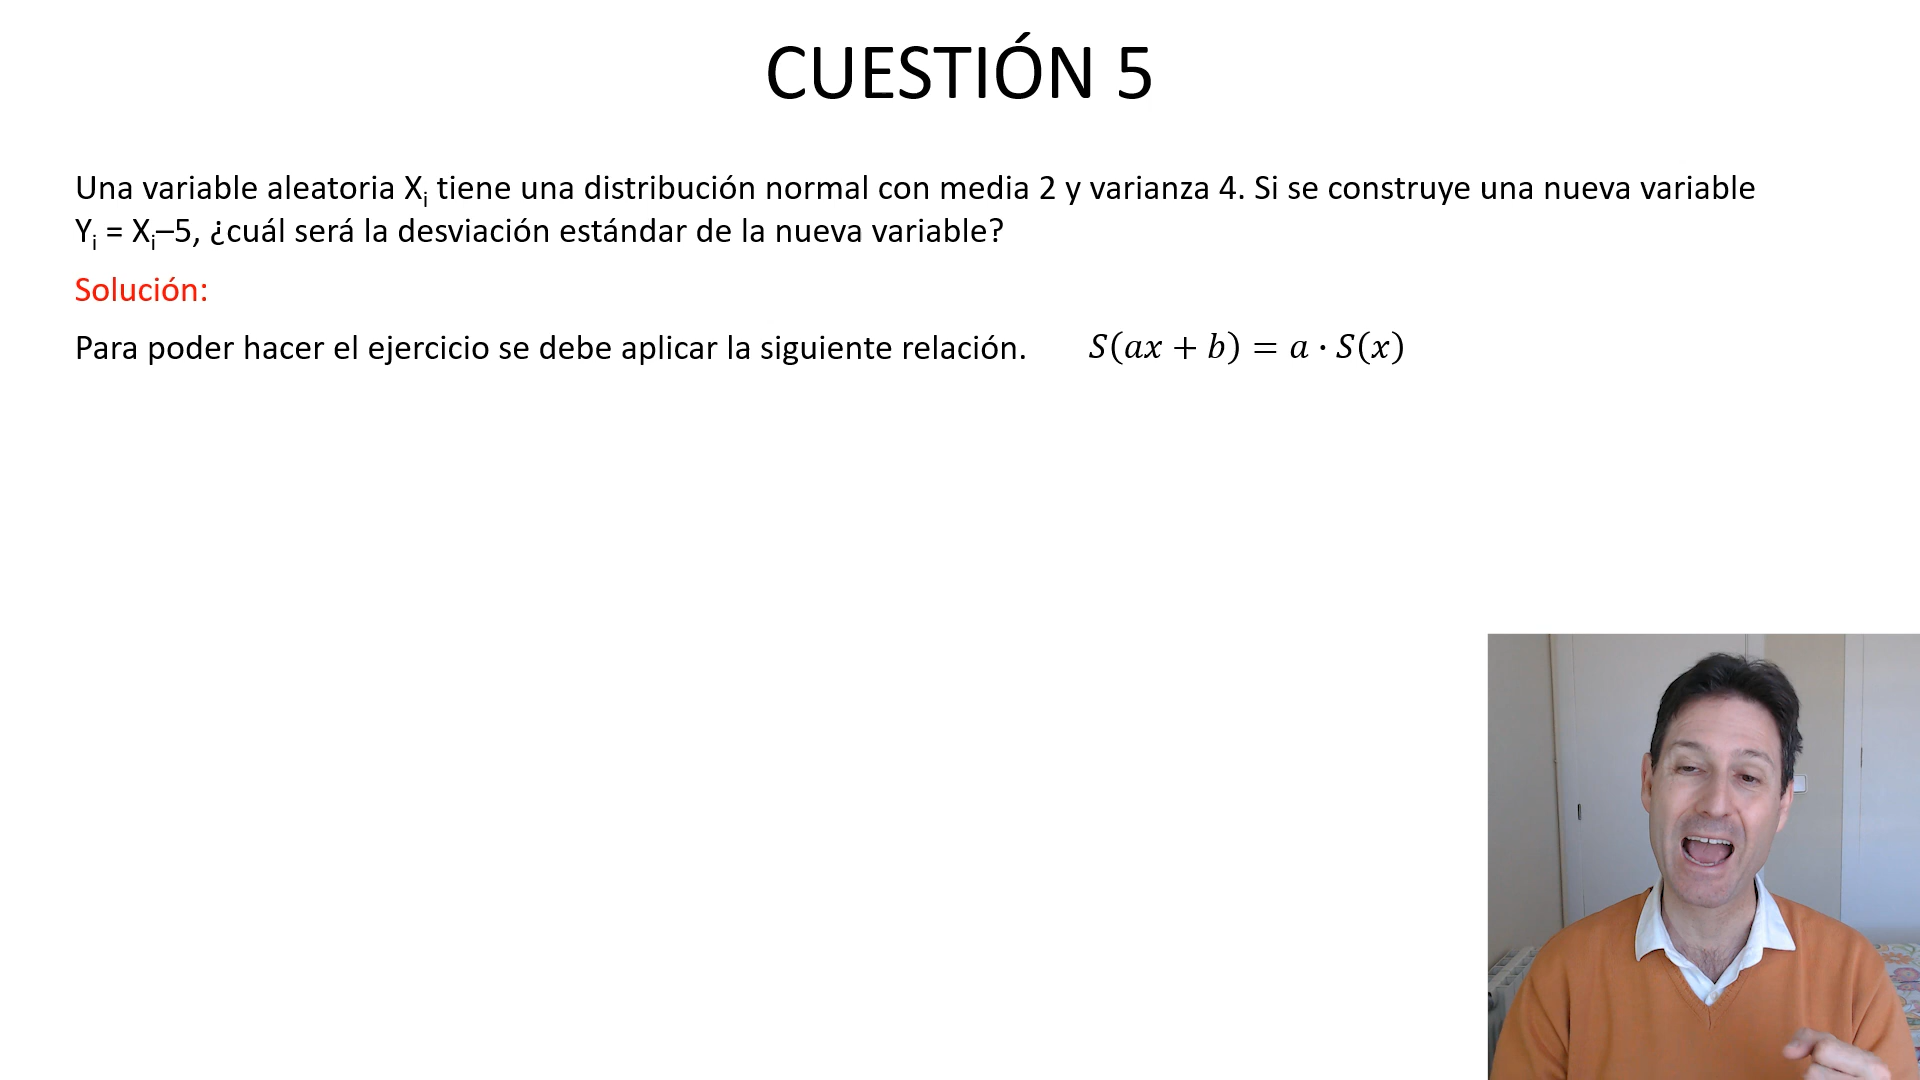 CUESTIÓN 5
Una variable aleatoria Xᵢ tiene una distribución normal con media 2 y varianza 4. Si se construye una nueva variable
Yᵢ = Xᵢ–5, ¿cuál será la desviación estándar de la nueva variable?
Solución:
Para poder hacer el ejercicio se debe aplicar la siguiente relación. S(ax + b) = a · S(x)